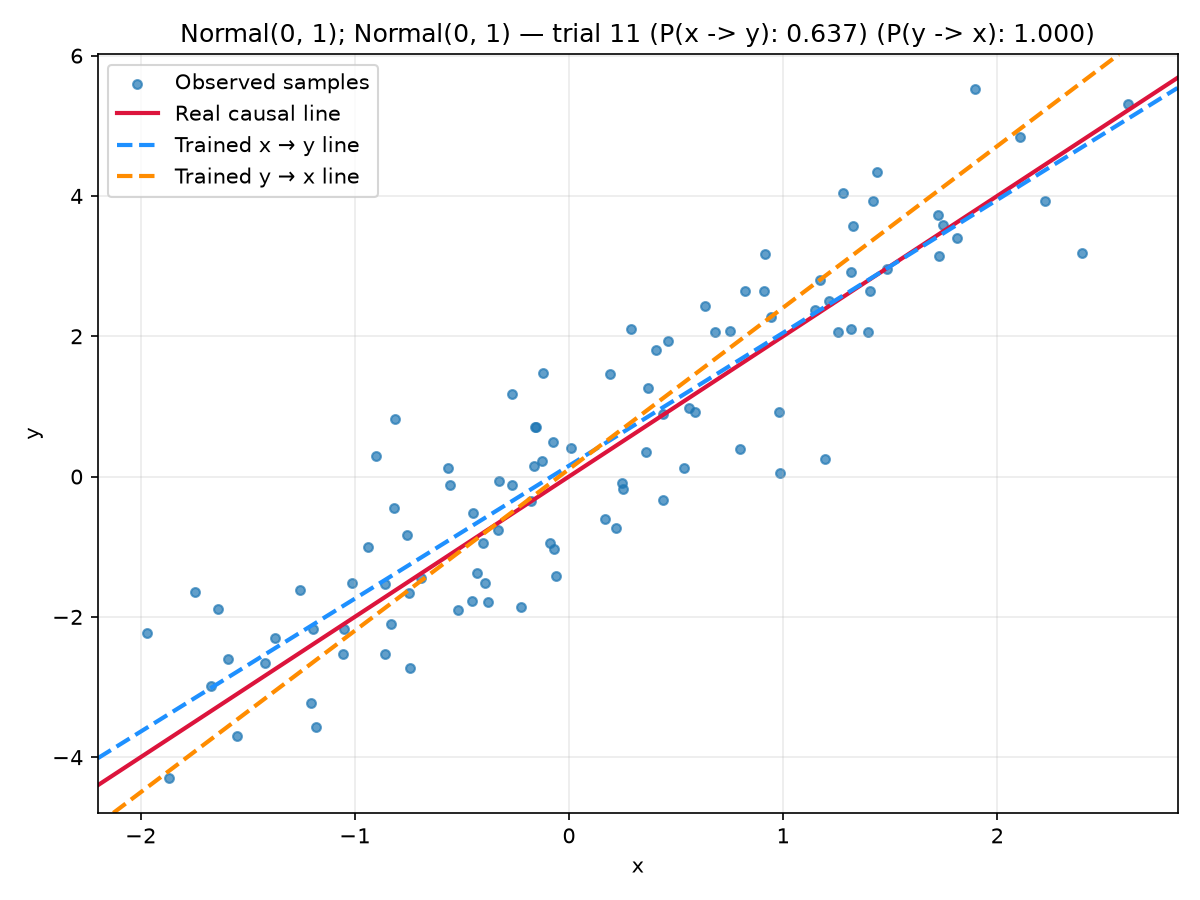 Normal(0, 1); Normal(0, 1) — trial 11 (P(x -> y): 0.637) (P(y -> x): 1.000)
Observed samples
Real causal line
Trained x → y line
Trained y → x line
6
4
2
0
−2
−4
y
−2
−1
0
1
2
x